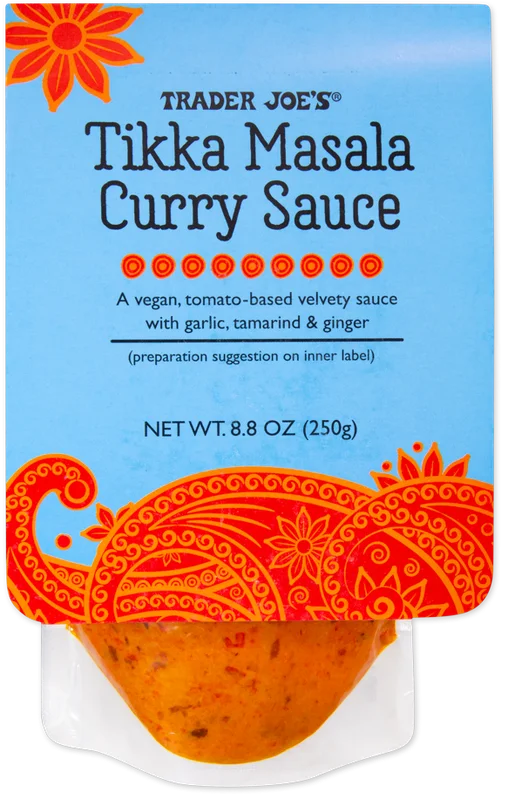 TRADER JOE'S®
Tikka Masala
Curry Sauce
A vegan, tomato-based velvety sauce
with garlic, tamarind & ginger
(preparation suggestion on inner label)
NET WT. 8.8 OZ (250g)